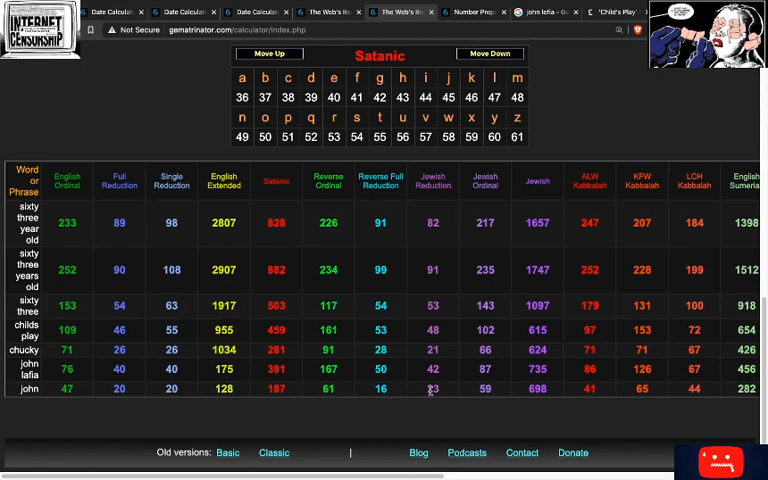 INTERNET
CENSORSHIP
Date Calculat
Date Calculat
Date Calculat
The Web's Be
The Web's Be
Number Prop
john lafia - Go
'Child's Play'
Not Secure gematrinator.com/calculator/index.php
Move Up
Satanic
Move Down
a b c d e f g h i j k l m
36 37 38 39 40 41 42 43 44 45 46 47 48
n o p q r s t u v w x y z
49 50 51 52 53 54 55 56 57 58 59 60 61
Word or Phrase English Ordinal Full Reduction Single Reduction English Extended Satanic Reverse Ordinal Reverse Full Reduction Jewish Reduction Jewish Ordinal Jewish ALW Kabbalah KFW Kabbalah LCH Kabbalah English Sumeria
sixty three year old 233 89 98 2807 828 226 91 82 217 1657 247 207 184 1398
sixty three years old 252 90 108 2907 882 234 99 91 235 1747 252 228 199 1512
sixty three 153 54 63 1917 503 117 54 53 143 1097 179 131 100 918
childs play 109 46 55 955 459 161 53 48 102 615 97 153 72 654
chucky 71 26 26 1034 281 91 28 21 66 624 71 71 67 426
john lafia 76 40 40 175 391 167 50 42 87 735 86 126 67 456
john 47 20 20 128 187 61 16 23 59 698 41 65 44 282
Old versions: Basic Classic | Blog Podcasts Contact Donate